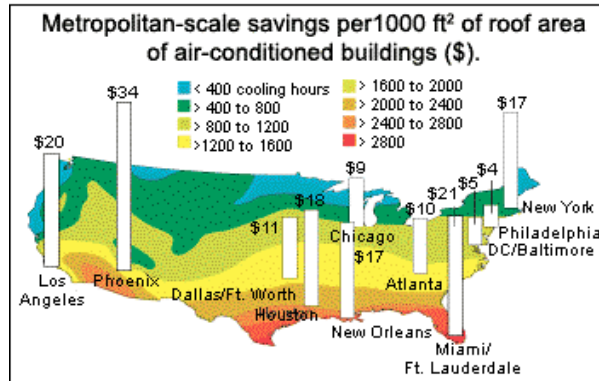 Metropolitan-scale savings per1000 ft² of roof area
of air-conditioned buildings ($).
< 400 cooling hours
> 400 to 800
> 800 to 1200
>1200 to 1600
> 1600 to 2000
> 2000 to 2400
> 2400 to 2800
> 2800
$20
$34
$11
$18
$9
$17
$10
$21
$5
$4
$17
Los
Angeles
Phoenix
Dallas/Ft. Worth
Houston
Chicago
New Orleans
Atlanta
Miami/
Ft. Lauderdale
DC/Baltimore
Philadelphia
New York